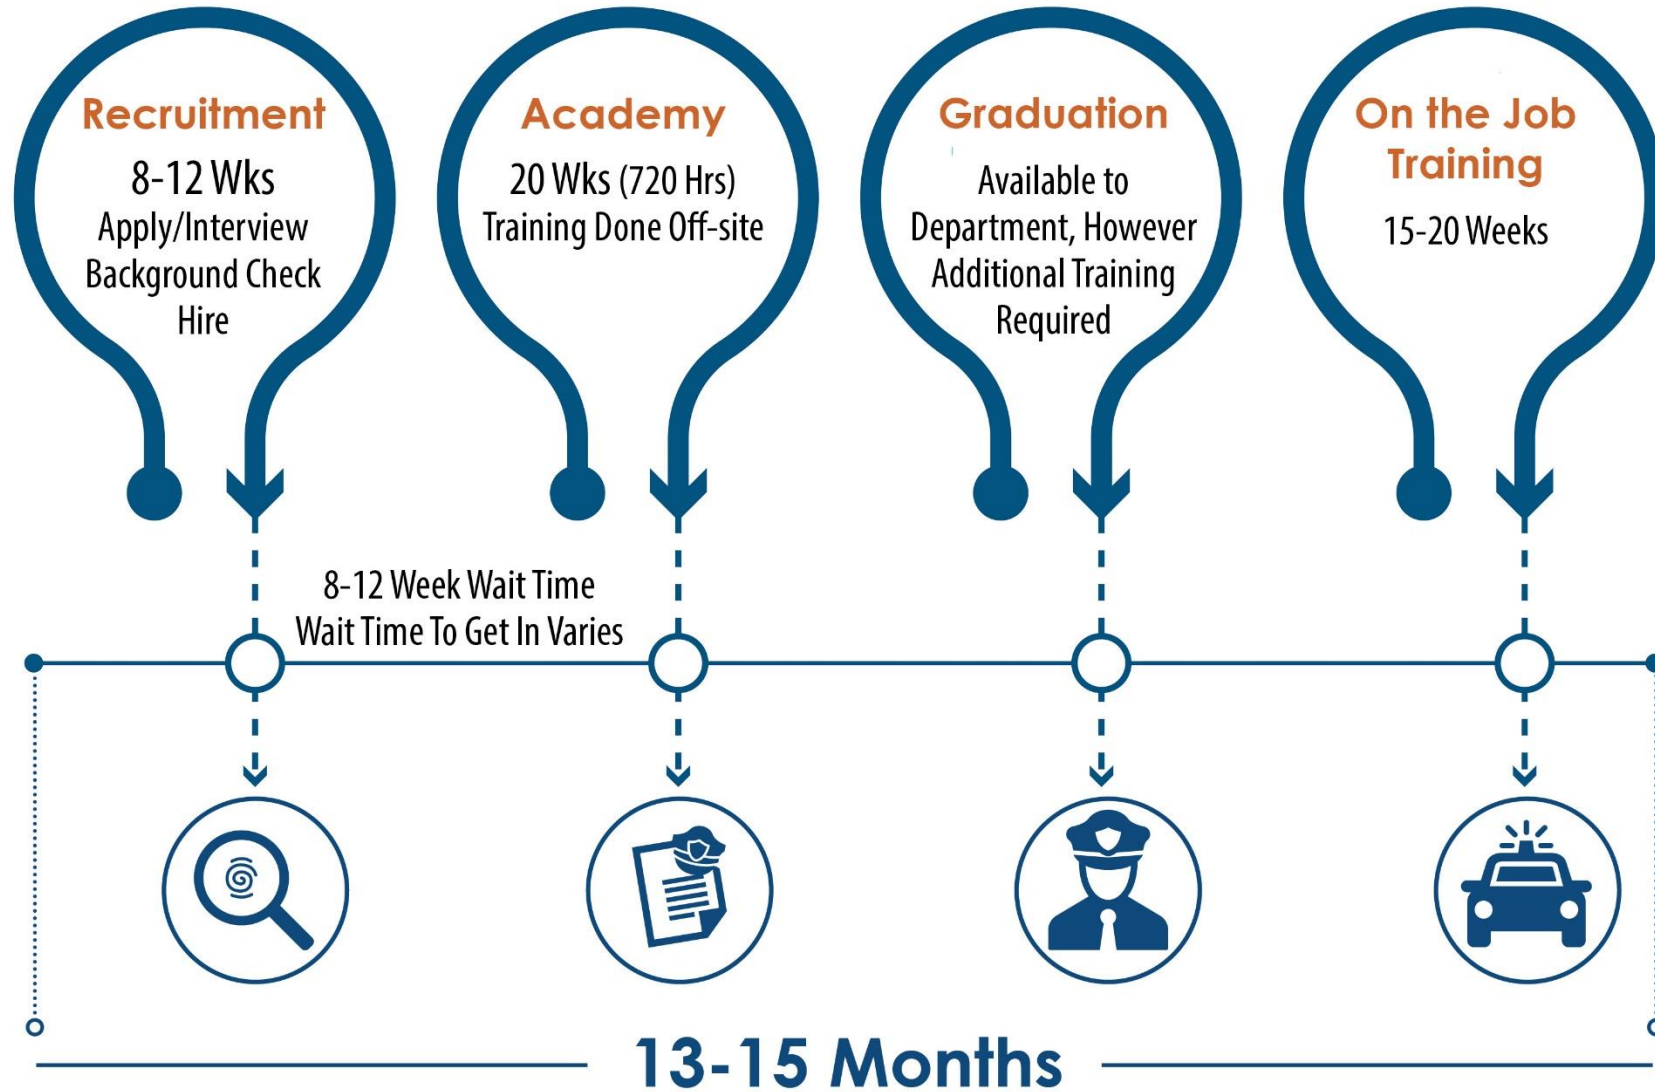 Recruitment
8-12 Wks
Apply/Interview
Background Check
Hire
Academy
20 Wks (720 Hrs)
Training Done Off-site
Graduation
Available to
Department, However
Additional Training
Required
On the Job
Training
15-20 Weeks
8-12 Week Wait Time
Wait Time To Get In Varies
13-15 Months